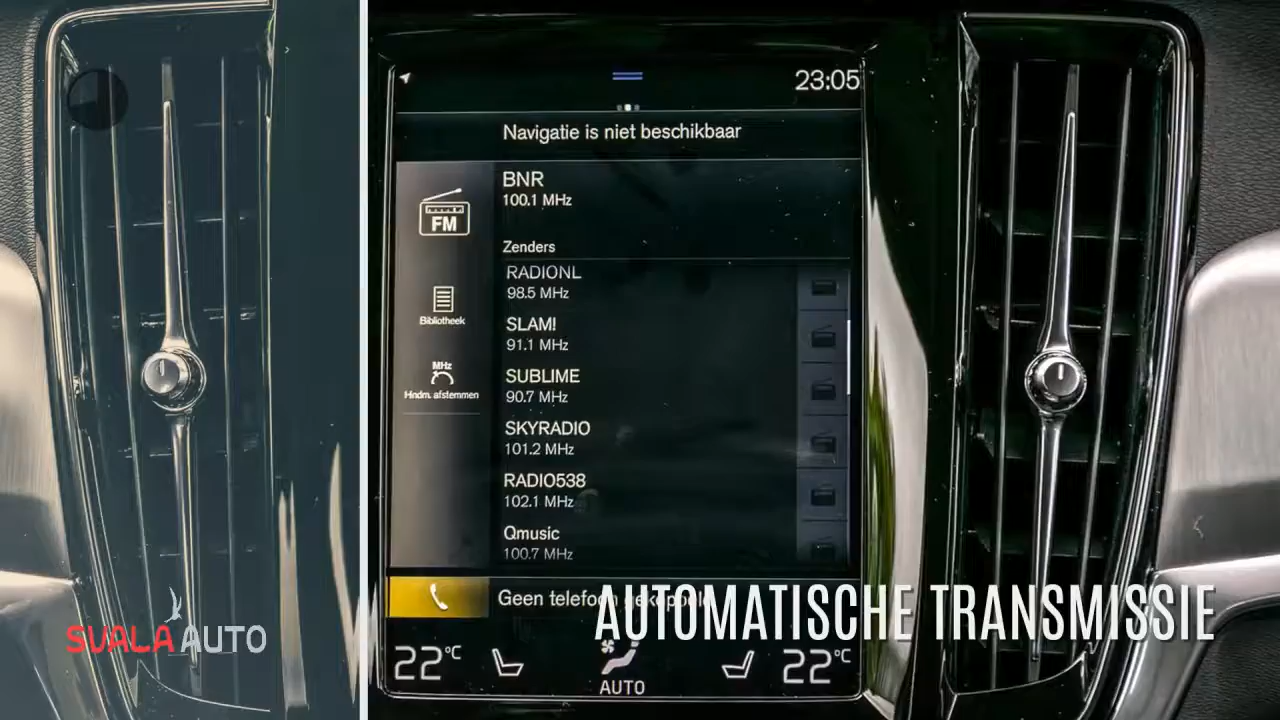 23:05
Navigatie is niet beschikbaar
BNR
100.1 MHz
FM
Zenders
RADIONL
98.5 MHz
Bibliotheek
SLAM!
91.1 MHz
MHz
Hndm. afstemmen
SUBLIME
90.7 MHz
SKYRADIO
101.2 MHz
RADIO538
102.1 MHz
Qmusic
100.7 MHz
Geen telefoon gekoppeld
AUTOMATISCHE TRANSMISSIE
SVALA AUTO
22°C
AUTO
22°C